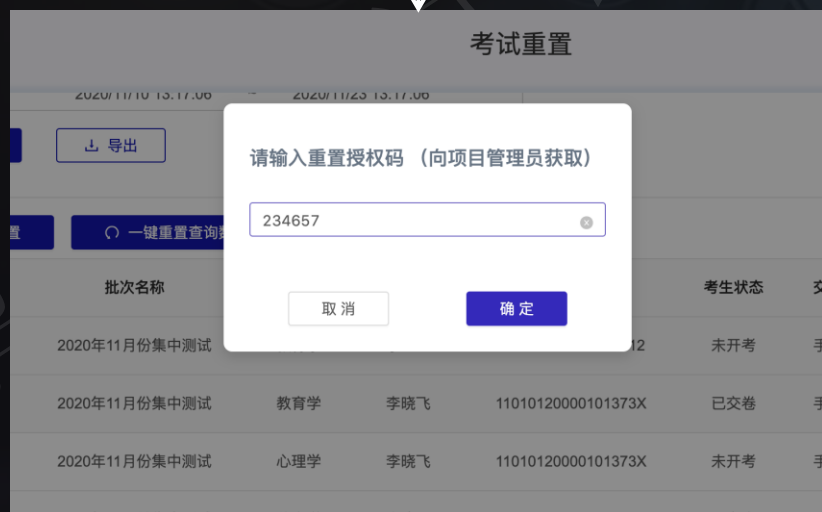 考试重置
2020/11/10 13:17:06 ~ 2020/11/23 13:17:06
导出
请输入重置授权码 （向项目管理员获取）
234657
置 一键重置查询
取消 确定
批次名称 考生状态
2020年11月份集中测试 12 未开考
2020年11月份集中测试 教育学 李晓飞 11010120000101373X 已交卷
2020年11月份集中测试 心理学 李晓飞 11010120000101373X 未开考